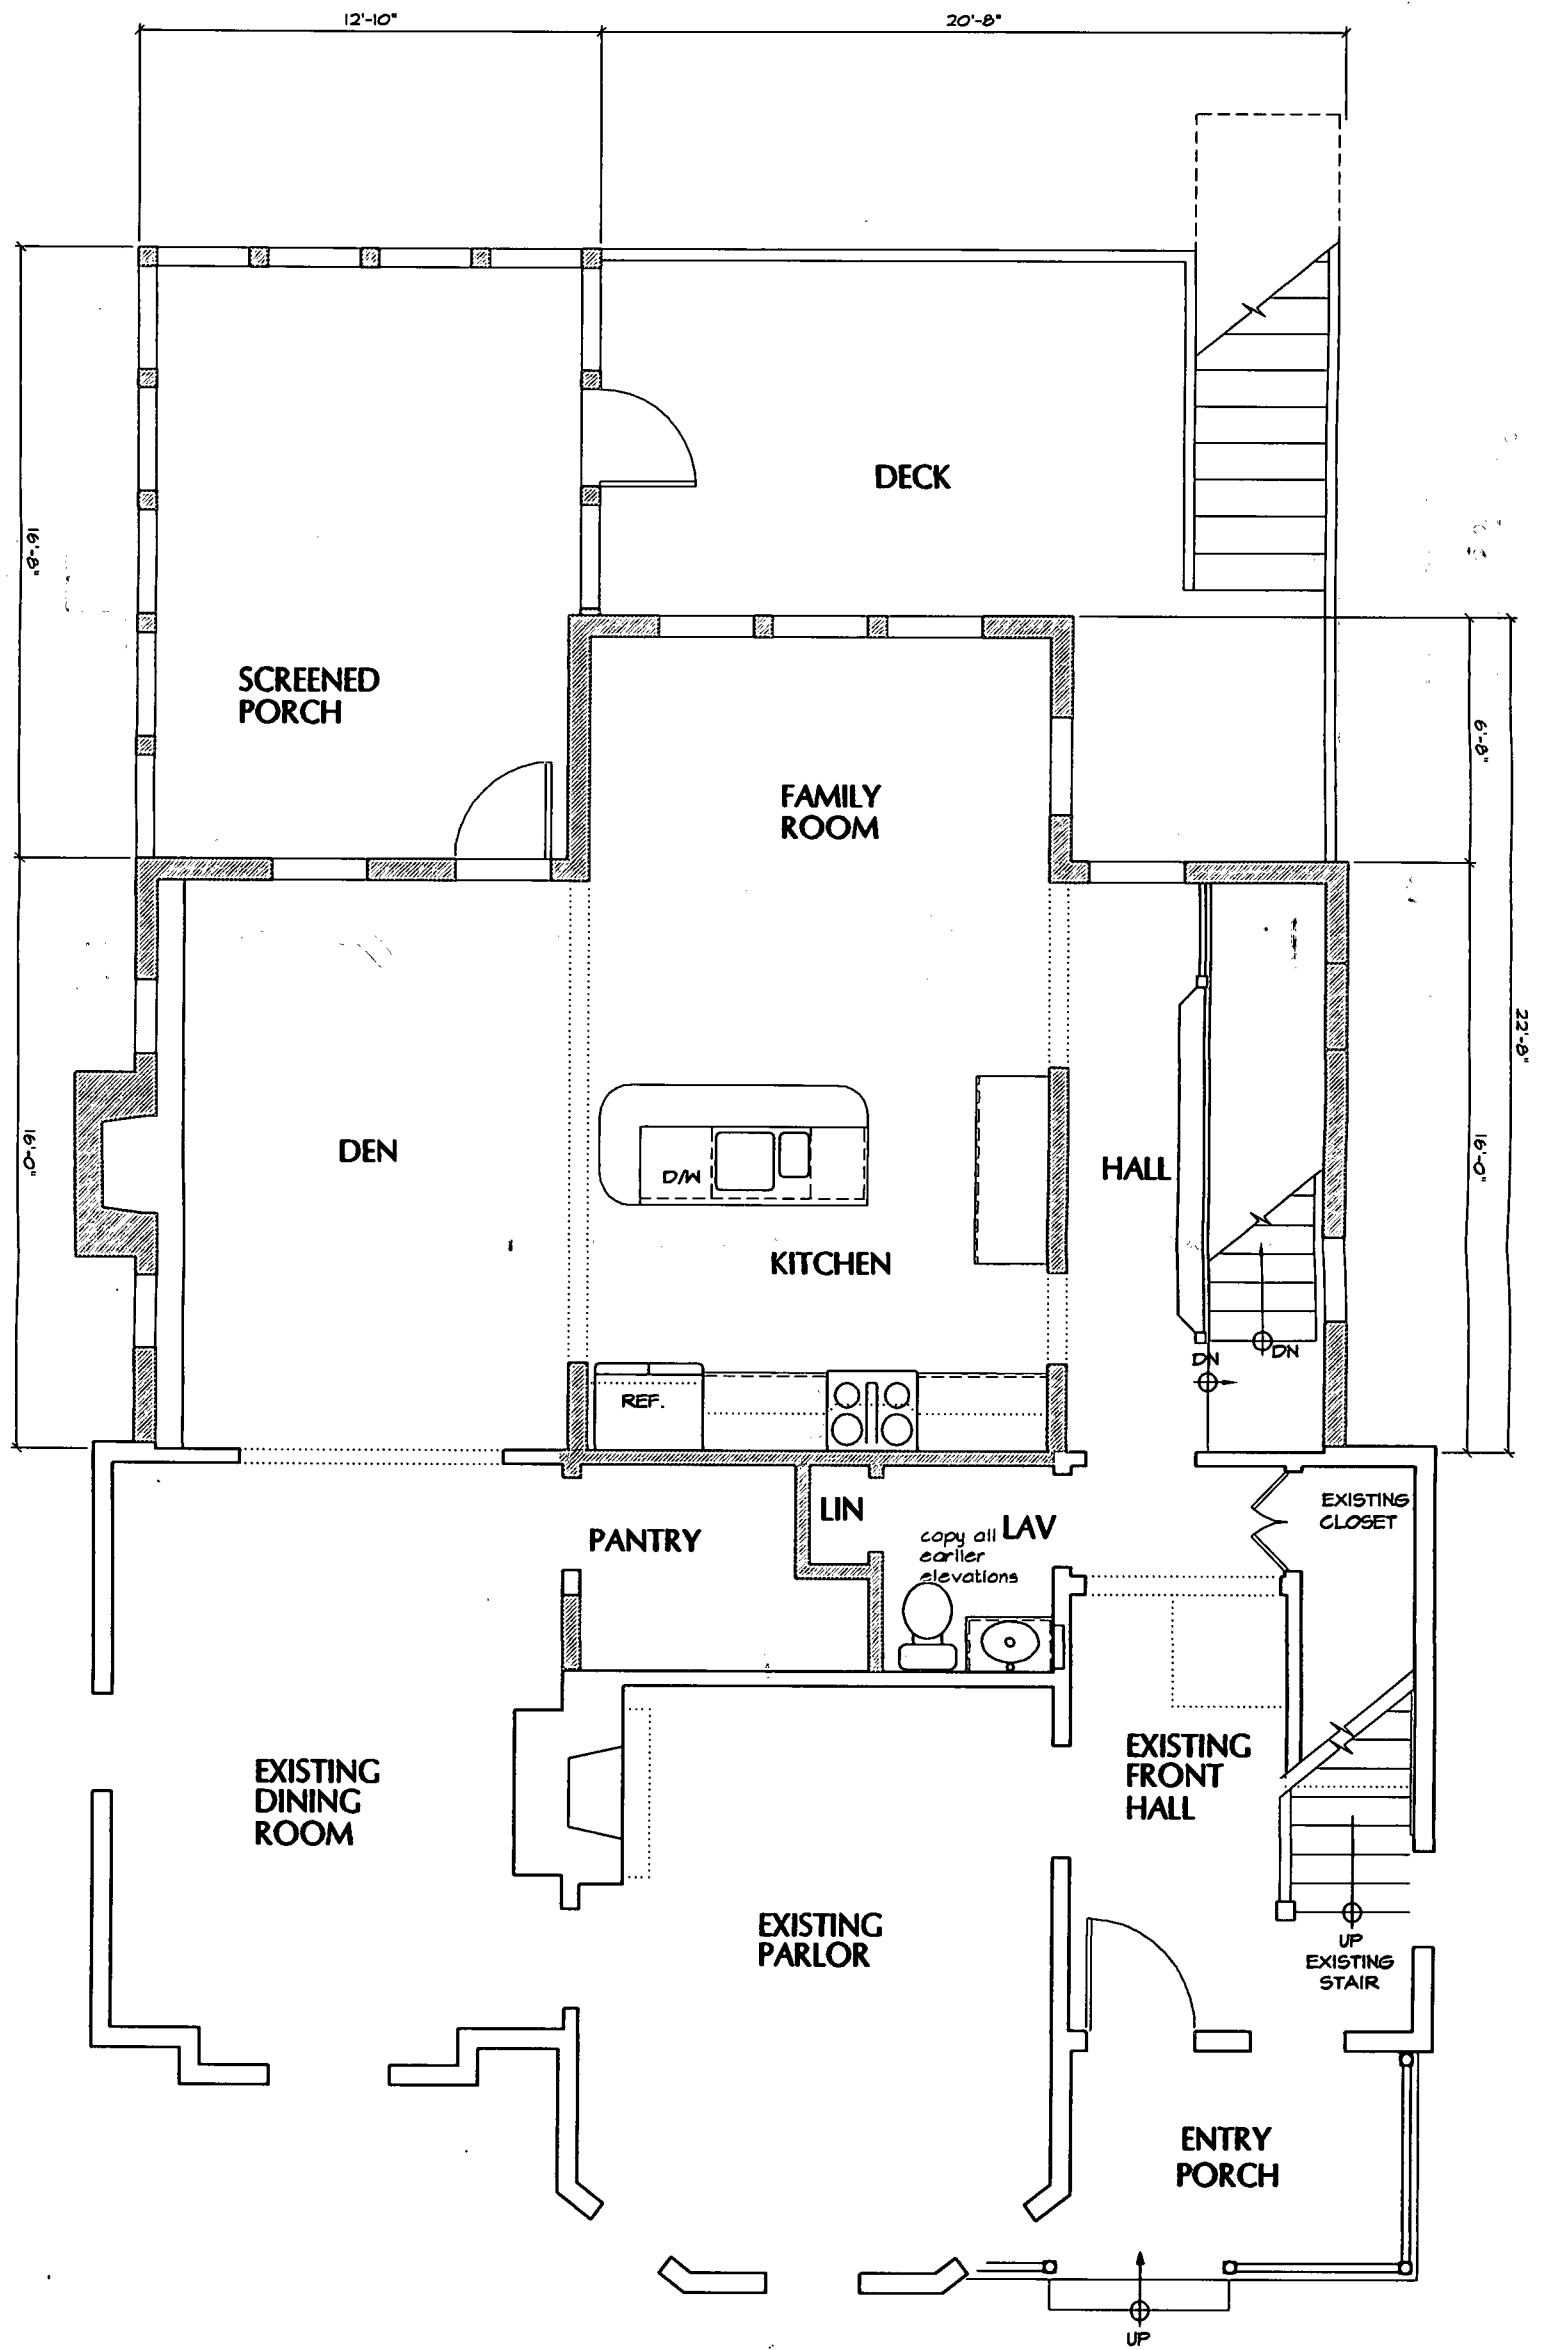 12'-10"
20'-8"
DECK
16'-8"
SCREENED
PORCH
6'-8"
FAMILY
ROOM
22'-8"
16'-0"
DEN
D/W
HALL
16'-0"
KITCHEN
DN
DN
REF.
LIN
EXISTING
CLOSET
PANTRY
LAV
copy all
earlier
elevations
EXISTING
DINING
ROOM
EXISTING
FRONT
HALL
EXISTING
PARLOR
UP
EXISTING
STAIR
ENTRY
PORCH
UP